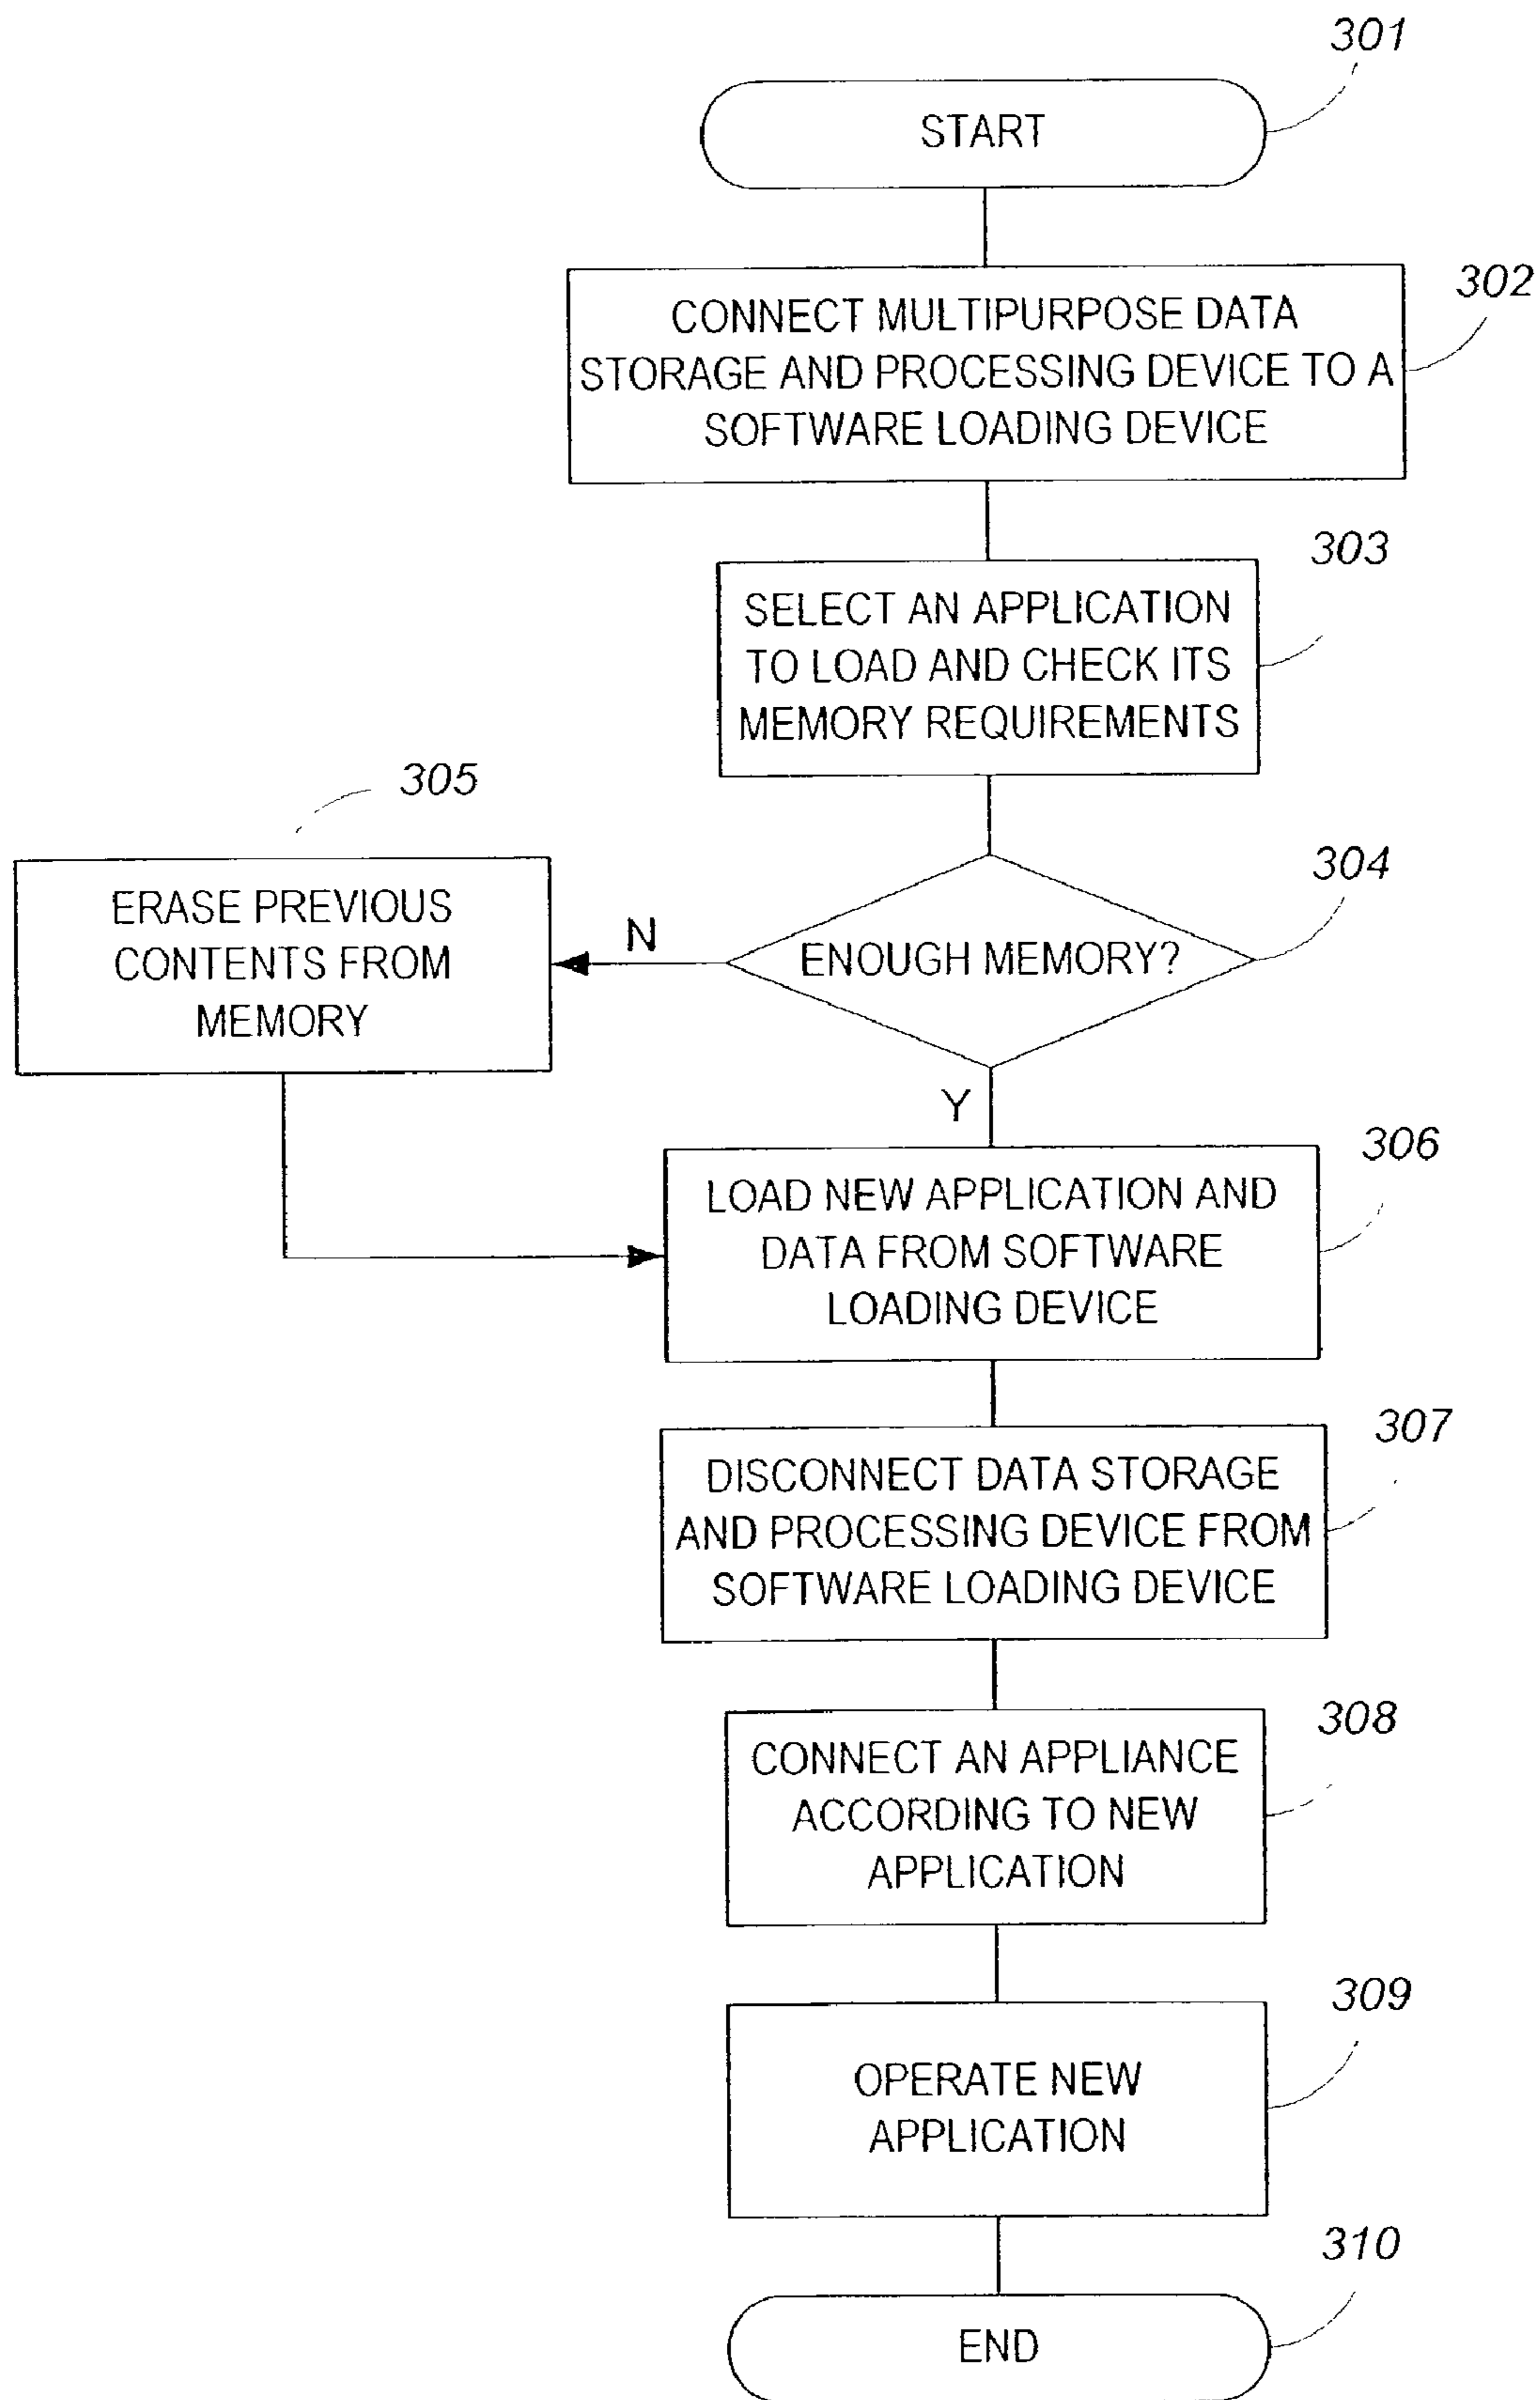 301
START
302
CONNECT MULTIPURPOSE DATA
STORAGE AND PROCESSING DEVICE TO A
SOFTWARE LOADING DEVICE
303
SELECT AN APPLICATION
TO LOAD AND CHECK ITS
MEMORY REQUIREMENTS
304
ENOUGH MEMORY?
N
305
ERASE PREVIOUS
CONTENTS FROM
MEMORY
Y
306
LOAD NEW APPLICATION AND
DATA FROM SOFTWARE
LOADING DEVICE
307
DISCONNECT DATA STORAGE
AND PROCESSING DEVICE FROM
SOFTWARE LOADING DEVICE
308
CONNECT AN APPLIANCE
ACCORDING TO NEW
APPLICATION
309
OPERATE NEW
APPLICATION
310
END